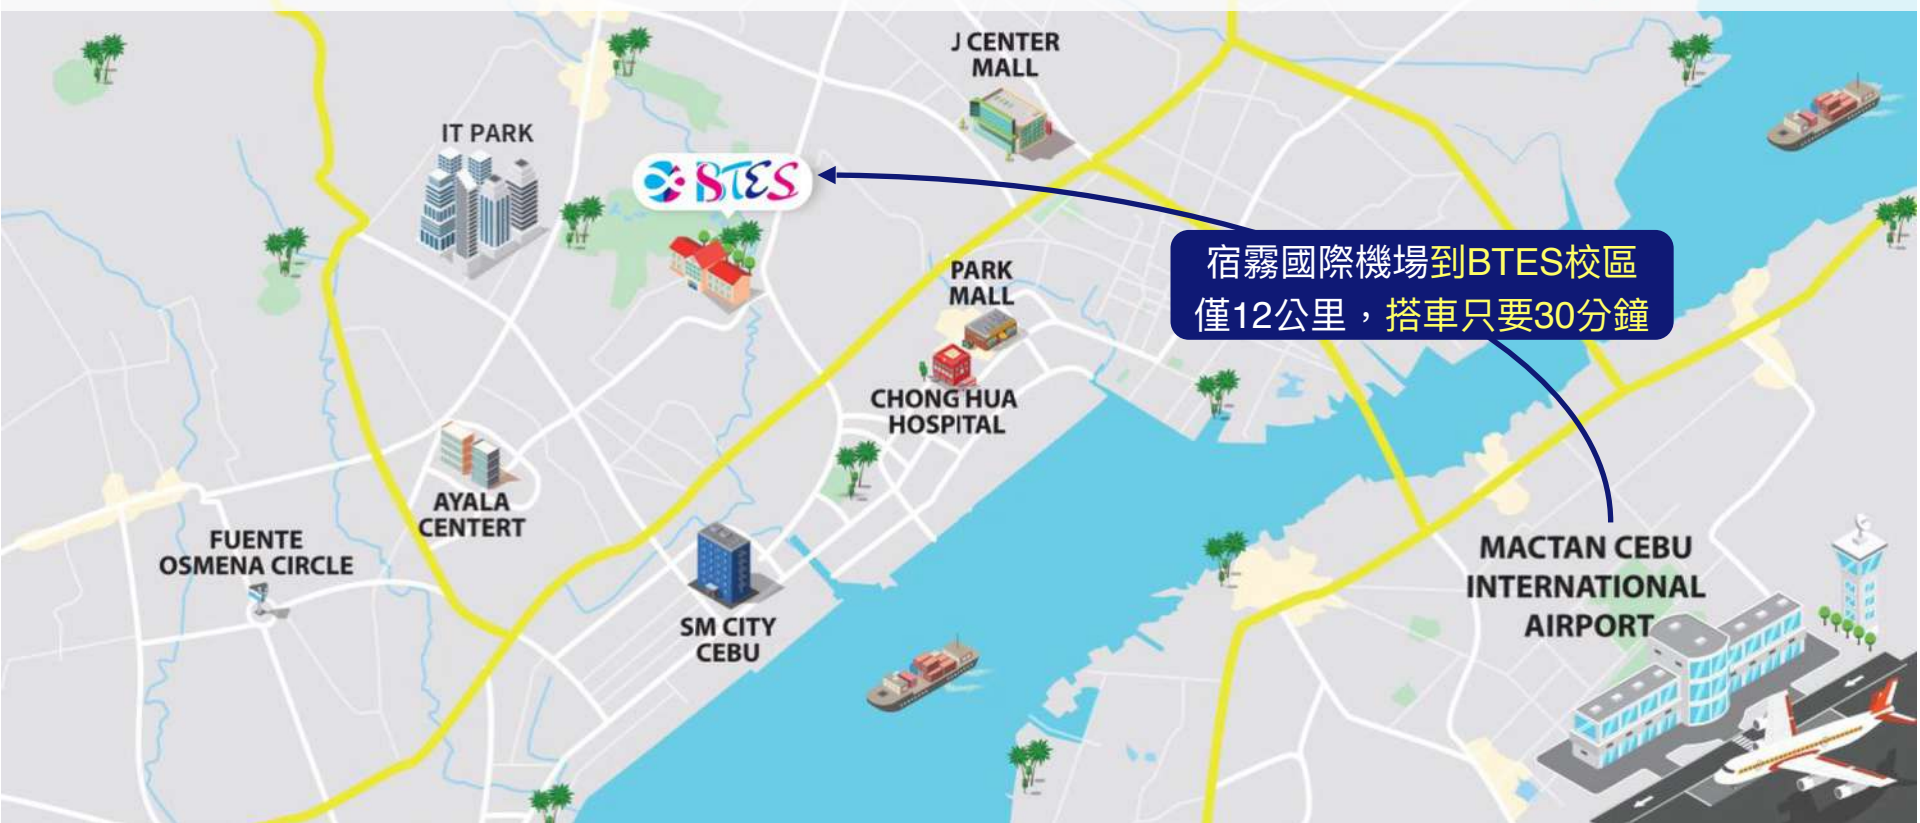 J CENTER
MALL
IT PARK
BTES
宿霧國際機場到BTES校區
僅12公里，搭車只要30分鐘
PARK
MALL
CHONG HUA
HOSPITAL
AYALA
CENTERT
FUENTE
OSMENA CIRCLE
SM CITY
CEBU
MACTAN CEBU
INTERNATIONAL
AIRPORT